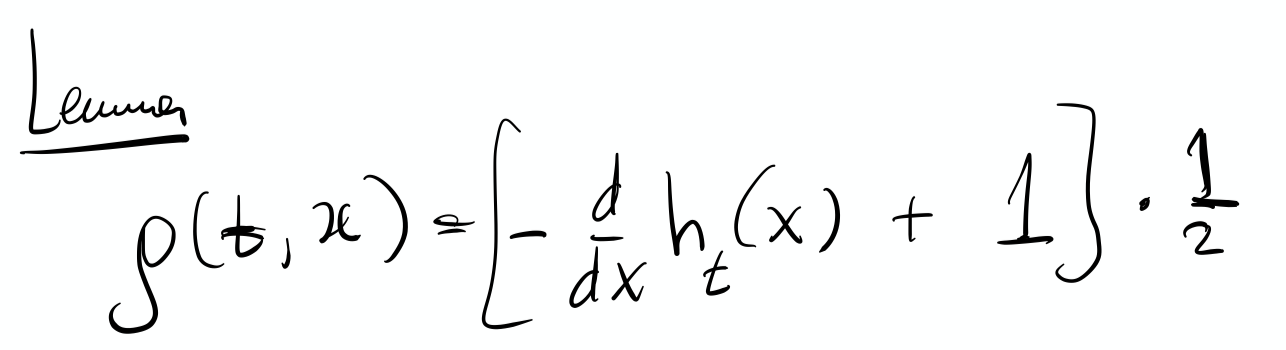 Lemma
ρ(t, x) = [ - d/dx h_t(x) + 1 ] · 1/2